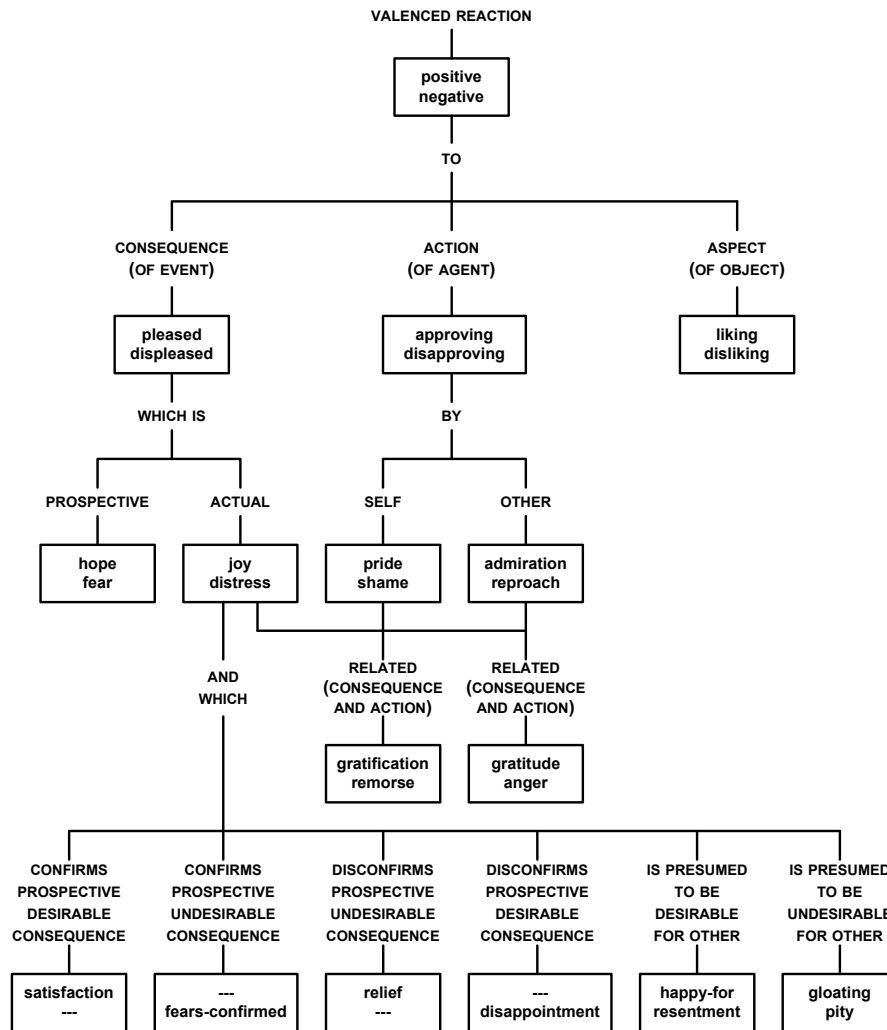 VALENCED REACTION
positive
negative
TO
CONSEQUENCE
(OF EVENT)
ACTION
(OF AGENT)
ASPECT
(OF OBJECT)
pleased
displeased
approving
disapproving
liking
disliking
WHICH IS
BY
PROSPECTIVE
ACTUAL
SELF
OTHER
hope
fear
joy
distress
pride
shame
admiration
reproach
AND
WHICH
RELATED
(CONSEQUENCE
AND ACTION)
RELATED
(CONSEQUENCE
AND ACTION)
gratification
remorse
gratitude
anger
CONFIRMS
PROSPECTIVE
DESIRABLE
CONSEQUENCE
CONFIRMS
PROSPECTIVE
UNDESIRABLE
CONSEQUENCE
DISCONFIRMS
PROSPECTIVE
UNDESIRABLE
CONSEQUENCE
DISCONFIRMS
PROSPECTIVE
DESIRABLE
CONSEQUENCE
IS PRESUMED
TO BE
DESIRABLE
FOR OTHER
IS PRESUMED
TO BE
UNDESIRABLE
FOR OTHER
satisfaction
---
---
fears-confirmed
relief
---
---
disappointment
happy-for
resentment
gloating
pity